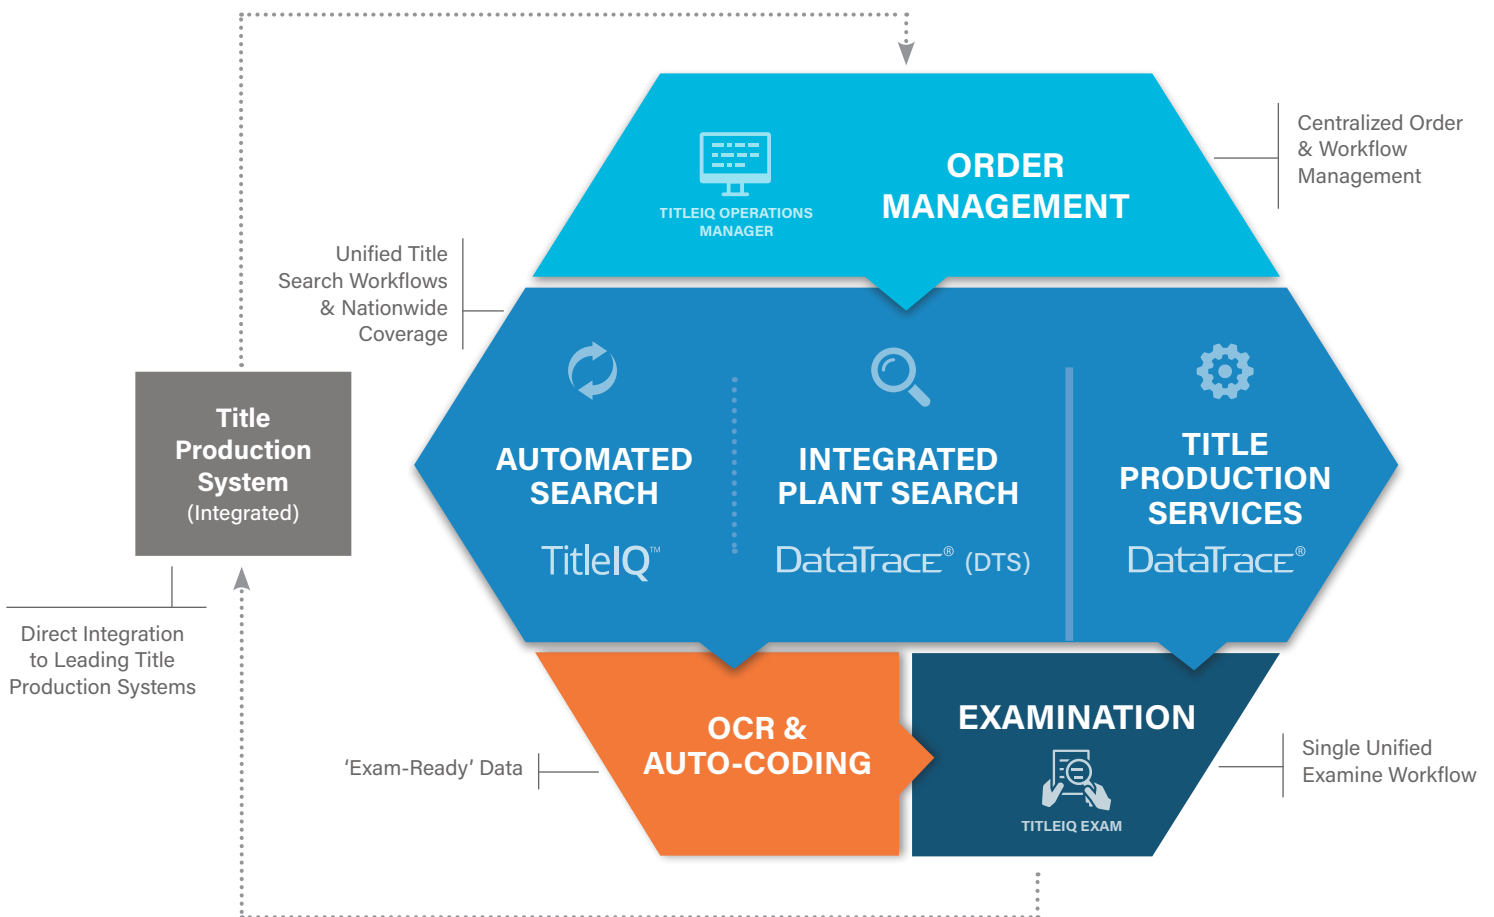 ORDER
MANAGEMENT
TITLEIQ OPERATIONS
MANAGER
Centralized Order
& Workflow
Management
Unified Title
Search Workflows
& Nationwide
Coverage
Title
Production
System
(Integrated)
Direct Integration
to Leading Title
Production Systems
AUTOMATED
SEARCH
TitleIQ™
INTEGRATED
PLANT SEARCH
DataTrace® (DTS)
TITLE
PRODUCTION
SERVICES
DataTrace®
OCR &
AUTO-CODING
'Exam-Ready' Data
EXAMINATION
TITLEIQ EXAM
Single Unified
Examine Workflow